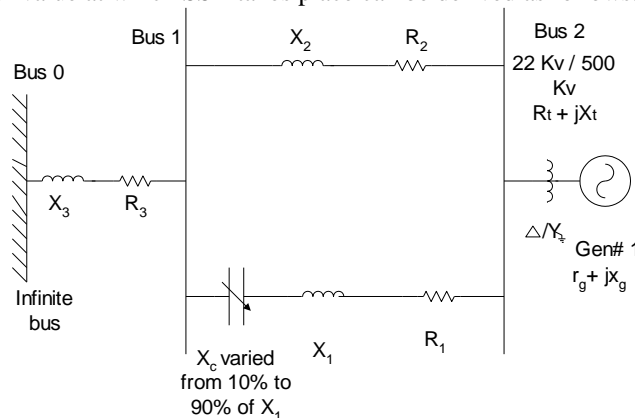 Bus 1
X2
R2
Bus 2
22 Kv / 500
Kv
Rt + jXt
Bus 0
X3
R3
Δ/Y
Gen# 1
rg+ jxg
Infinite
bus
X1
R1
Xc varied
from 10% to
90% of X1